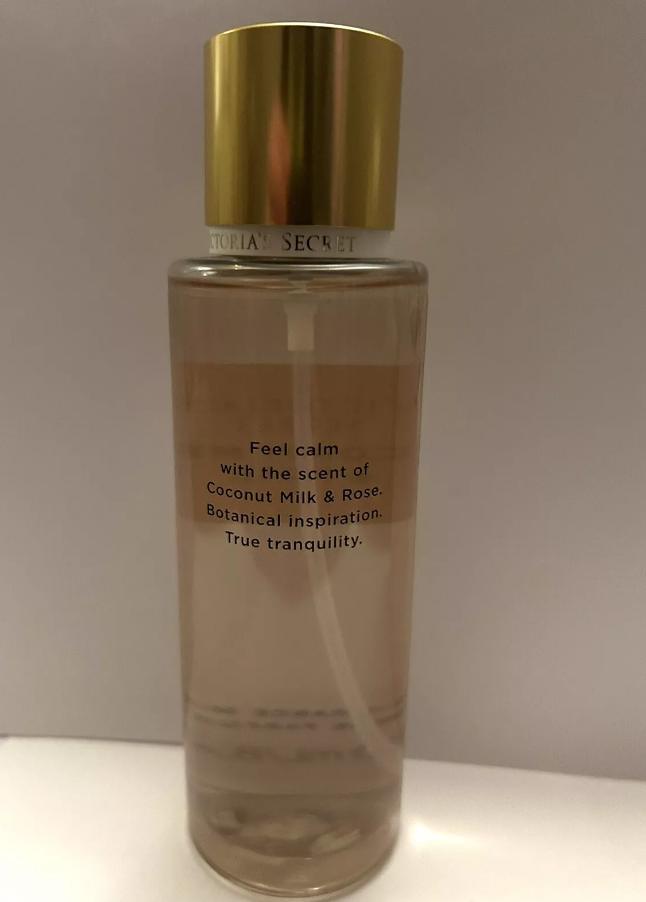 VICTORIA'S SECRET
Feel calm
with the scent of
Coconut Milk & Rose.
Botanical inspiration.
True tranquility.